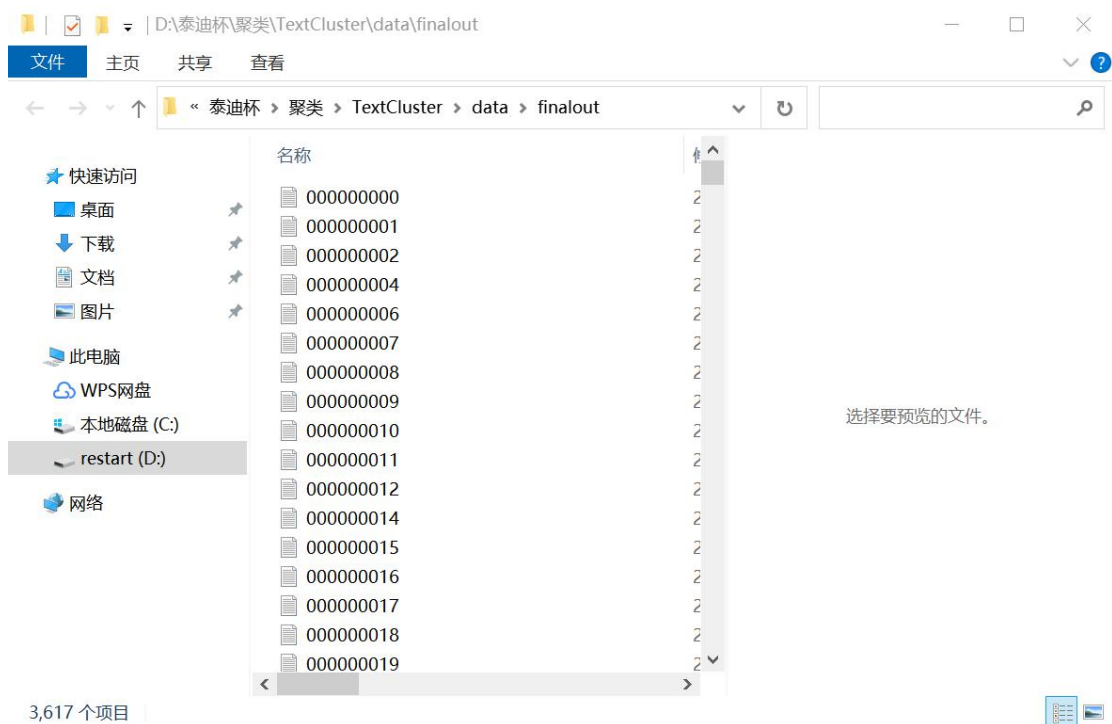 D:\泰迪杯\聚类\TextCluster\data\finalout
文件 主页 共享 查看
« 泰迪杯 › 聚类 › TextCluster › data › finalout
名称
快速访问
桌面
下载
文档
图片
此电脑
WPS网盘
本地磁盘 (C:)
restart (D:)
网络
000000000
000000001
000000002
000000004
000000006
000000007
000000008
000000009
000000010
000000011
000000012
000000014
000000015
000000016
000000017
000000018
000000019
选择要预览的文件。
3,617 个项目